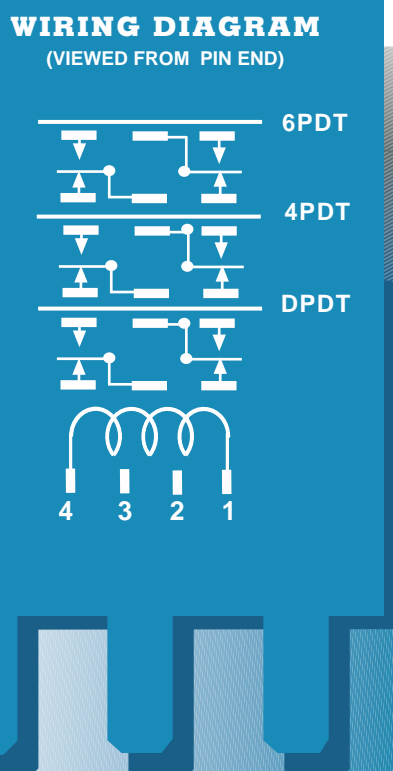 WIRING DIAGRAM
(VIEWED FROM PIN END)
6PDT
4PDT
DPDT
4 3 2 1